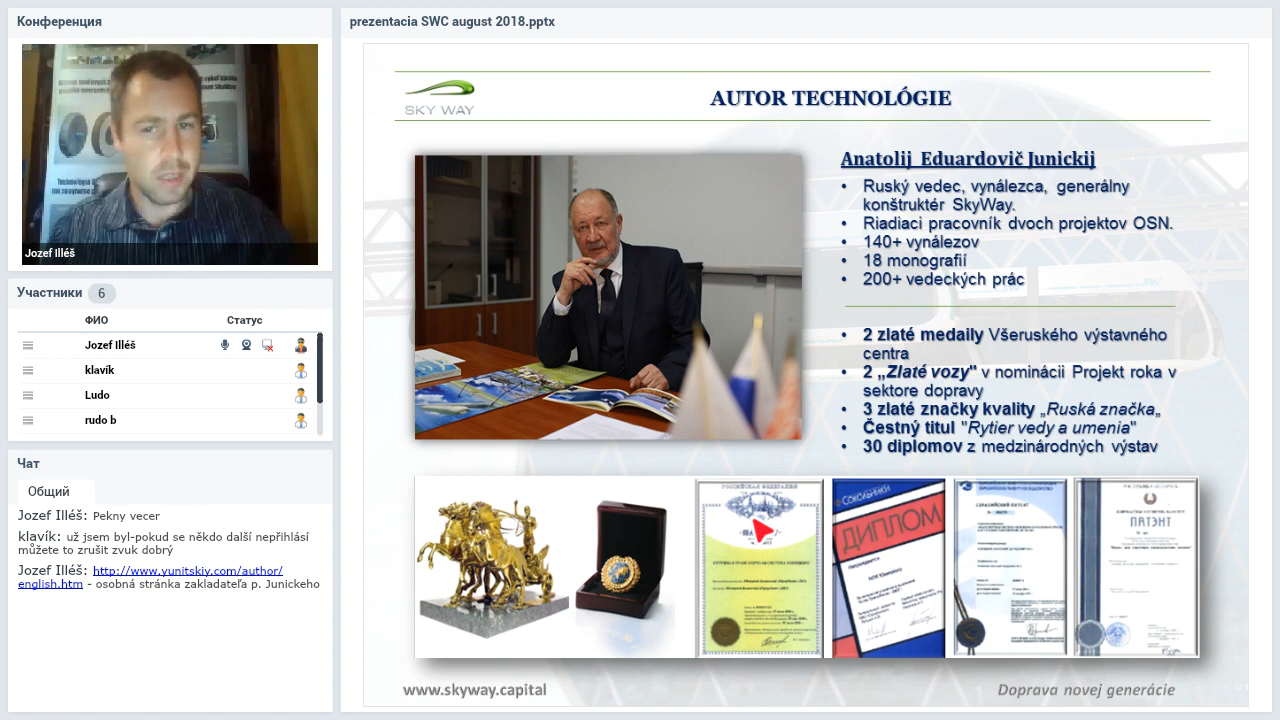 Конференция
Jozef Illéš
Участники 6
ФИО Статус
Jozef Illéš
klavík
Ludo
rudo b
Чат
Общий
Jozef Illéš: Pekny vecer
klavík: už jsem byl pokud se někdo další nepřihlasí
můžete to zrušit zvuk dobrý
Jozef Illéš: http://www.yunitskiy.com/author/
english.htm - osobná stránka zakladateľa p. Junickeho
prezentacia SWC august 2018.pptx
SKY WAY
AUTOR TECHNOLÓGIE
Anatolij Eduardovič Junickij
• Ruský vedec, vynálezca, generálny
konštruktér SkyWay.
• Riadiaci pracovník dvoch projektov OSN.
• 140+ vynálezov
• 18 monografií
• 200+ vedeckých prác
• 2 zlaté medaily Všeruského výstavného
centra
• 2 „Zlaté vozy" v nominácii Projekt roka v
sektore dopravy
• 3 zlaté značky kvality „Ruská značka„
• Čestný titul "Rytier vedy a umenia"
• 30 diplomov z medzinárodných výstav
СОКОЛЬНИКИ
ДИПЛОМ
ПАТЭНТ
www.skyway.capital
Doprava novej generácie